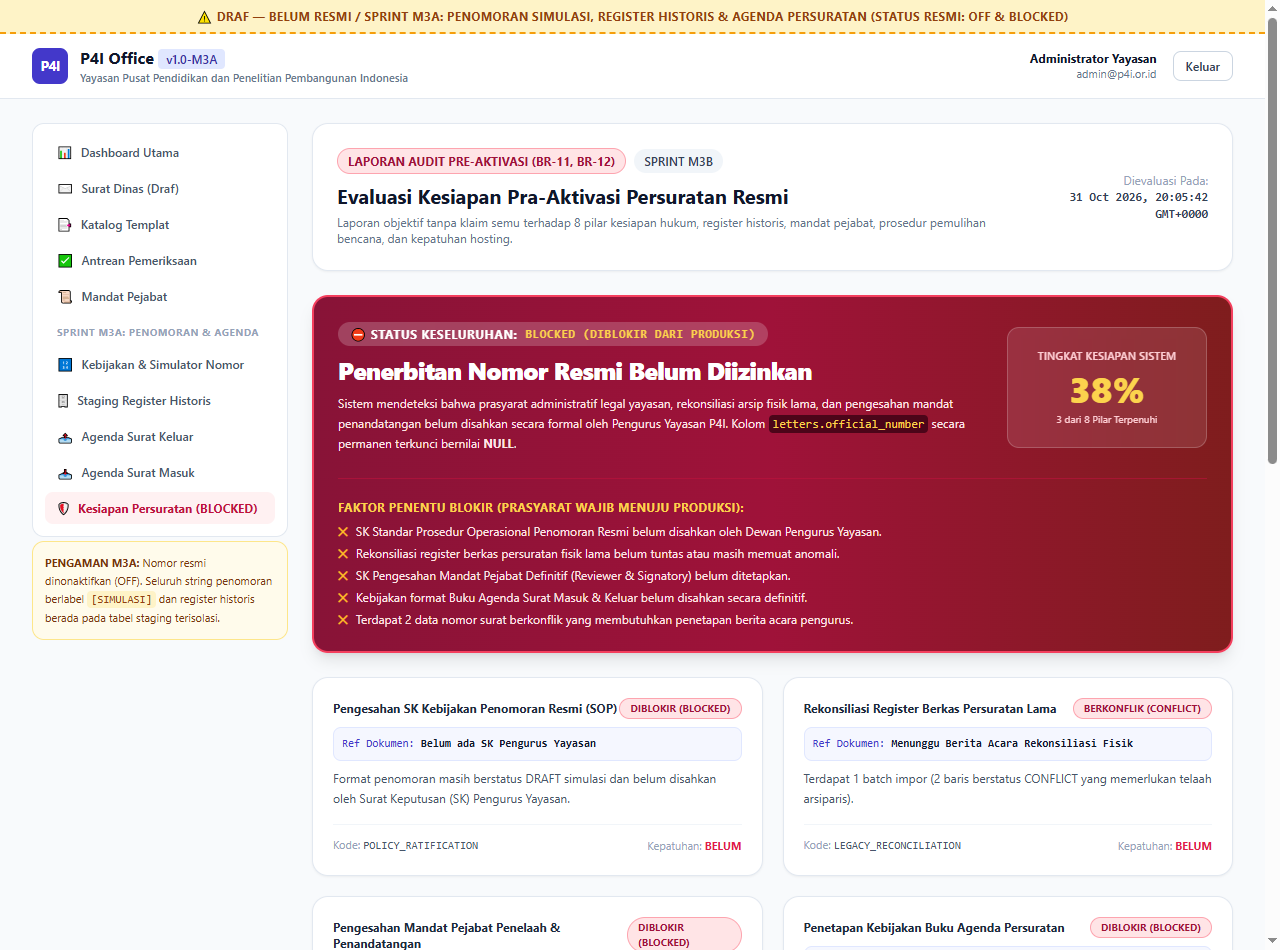 ⚠️ DRAF — BELUM RESMI / SPRINT M3A: PENOMORAN SIMULASI, REGISTER HISTORIS & AGENDA PERSURATAN (STATUS RESMI: OFF & BLOCKED)
P4I
P4I Office v1.0-M3A
Yayasan Pusat Pendidikan dan Penelitian Pembangunan Indonesia
Administrator Yayasan
admin@p4i.or.id
Keluar
Dashboard Utama
Surat Dinas (Draf)
Katalog Templat
Antrean Pemeriksaan
Mandat Pejabat
SPRINT M3A: PENOMORAN & AGENDA
Kebijakan & Simulator Nomor
Staging Register Historis
Agenda Surat Keluar
Agenda Surat Masuk
Kesiapan Persuratan (BLOCKED)
PENGAMAN M3A: Nomor resmi
dinonaktifkan (OFF). Seluruh string penomoran
berlabel [SIMULASI] dan register historis
berada pada tabel staging terisolasi.
LAPORAN AUDIT PRE-AKTIVASI (BR-11, BR-12)
SPRINT M3B
Evaluasi Kesiapan Pra-Aktivasi Persuratan Resmi
Laporan objektif tanpa klaim semu terhadap 8 pilar kesiapan hukum, register historis, mandat pejabat, prosedur pemulihan
bencana, dan kepatuhan hosting.
Dievaluasi Pada:
31 Oct 2026, 20:05:42
GMT+0000
⛔ STATUS KESELURUHAN: BLOCKED (DIBLOKIR DARI PRODUKSI)
Penerbitan Nomor Resmi Belum Diizinkan
Sistem mendeteksi bahwa prasyarat administratif legal yayasan, rekonsiliasi arsip fisik lama, dan pengesahan mandat
penandatangan belum disahkan secara formal oleh Pengurus Yayasan P4I. Kolom letters.official_number secara
permanen terkunci bernilai NULL.
TINGKAT KESIAPAN SISTEM
38%
3 dari 8 Pilar Terpenuhi
FAKTOR PENENTU BLOKIR (PRASYARAT WAJIB MENUJU PRODUKSI):
❌ SK Standar Prosedur Operasional Penomoran Resmi belum disahkan oleh Dewan Pengurus Yayasan.
❌ Rekonsiliasi register berkas persuratan fisik lama belum tuntas atau masih memuat anomali.
❌ SK Pengesahan Mandat Pejabat Definitif (Reviewer & Signatory) belum ditetapkan.
❌ Kebijakan format Buku Agenda Surat Masuk & Keluar belum disahkan secara definitif.
❌ Terdapat 2 data nomor surat berkonflik yang membutuhkan penetapan berita acara pengurus.
Pengesahan SK Kebijakan Penomoran Resmi (SOP)
DIBLOKIR (BLOCKED)
Ref Dokumen: Belum ada SK Pengurus Yayasan
Format penomoran masih berstatus DRAFT simulasi dan belum disahkan
oleh Surat Keputusan (SK) Pengurus Yayasan.
Kode: POLICY_RATIFICATION
Kepatuhan: BELUM
Rekonsiliasi Register Berkas Persuratan Lama
BERKONFLIK (CONFLICT)
Ref Dokumen: Menunggu Berita Acara Rekonsiliasi Fisik
Terdapat 1 batch impor (2 baris berstatus CONFLICT yang memerlukan telaah
arsiparis).
Kode: LEGACY_RECONCILIATION
Kepatuhan: BELUM
Pengesahan Mandat Pejabat Penelaah &
Penandatangan
DIBLOKIR
(BLOCKED)
Penetapan Kebijakan Buku Agenda Persuratan
DIBLOKIR (BLOCKED)